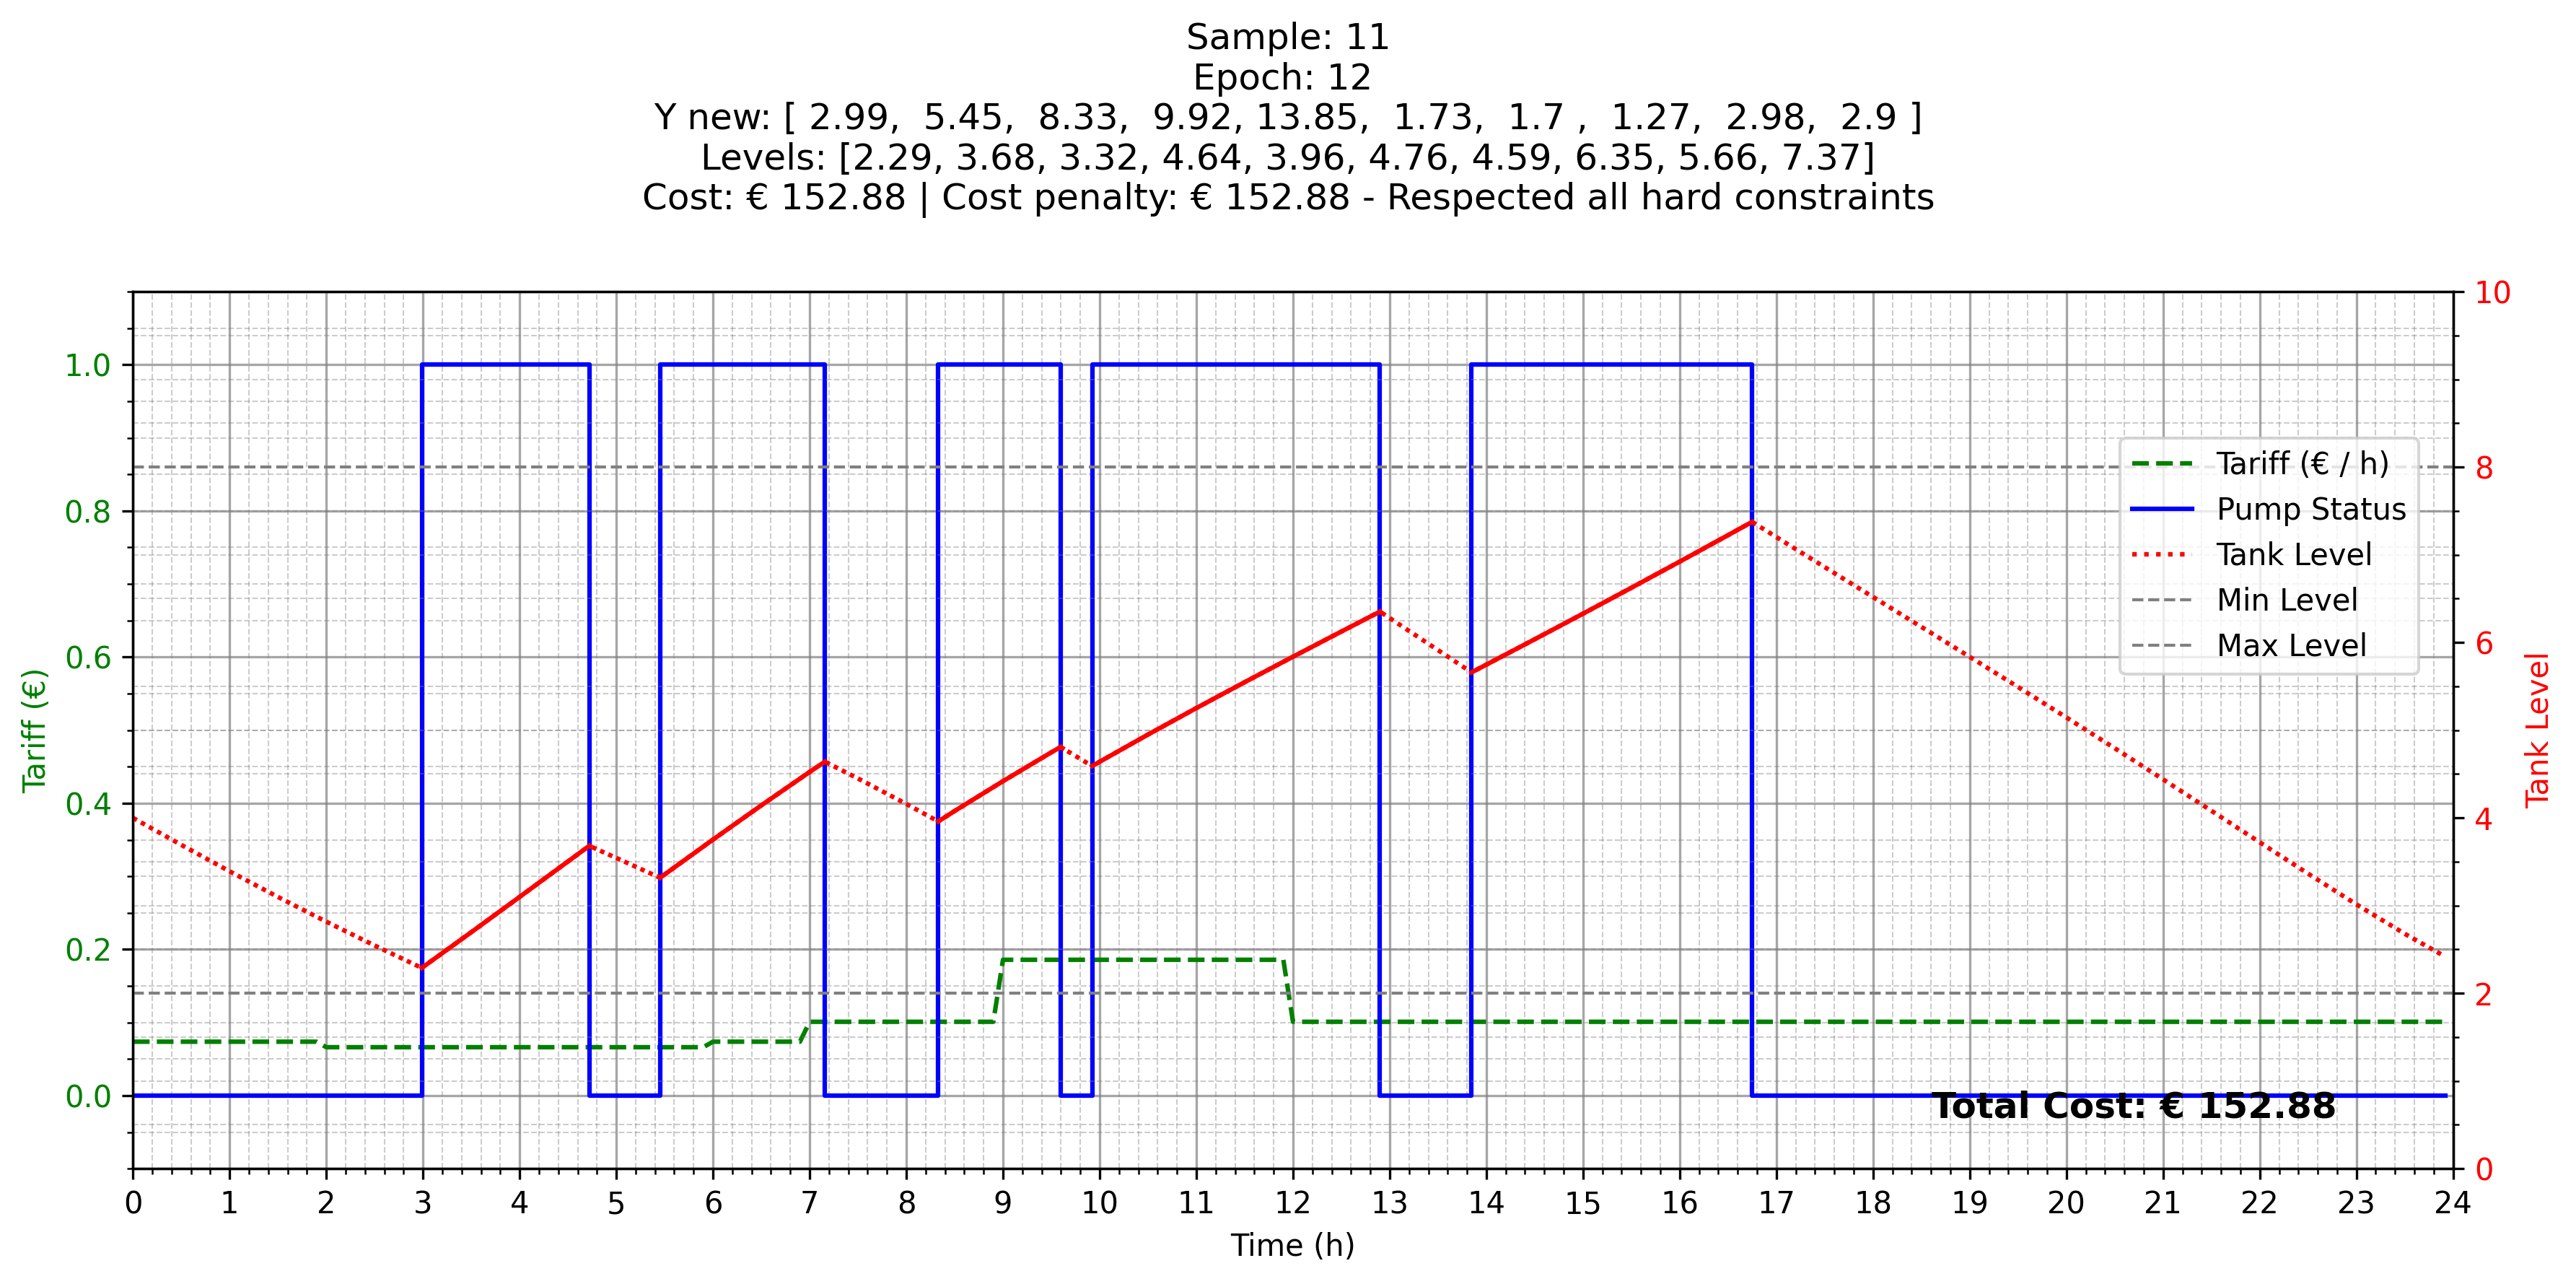 Sample: 11
Epoch: 12
Y new: [ 2.99,  5.45,  8.33,  9.92, 13.85,  1.73,  1.7 ,  1.27,  2.98,  2.9 ]
Levels: [2.29, 3.68, 3.32, 4.64, 3.96, 4.76, 4.59, 6.35, 5.66, 7.37]
Cost: € 152.88 | Cost penalty: € 152.88 - Respected all hard constraints
1.0
0.8
0.6
0.4
0.2
0.0
Tariff (€)
10
8
6
4
2
0
Tank Level
Tariff (€ / h)
Pump Status
Tank Level
Min Level
Max Level
Total Cost: € 152.88
0 1 2 3 4 5 6 7 8 9 10 11 12 13 14 15 16 17 18 19 20 21 22 23 24
Time (h)